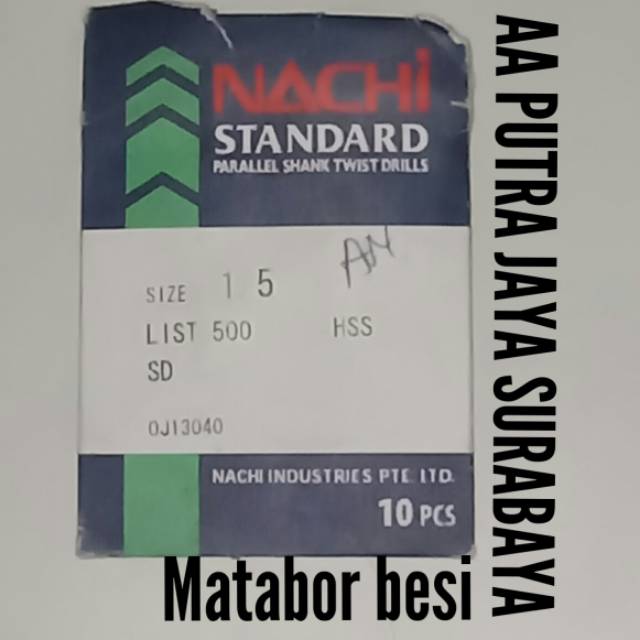 NACHi
STANDARD
PARALLEL SHANK TWIST DRILLS
AN
SIZE 1 5
LIST 500 HSS
SD
0J13040
NACHI INDUSTRIES PTE LTD.
10 PCS
Matabor besi
AA PUTRA JAYA SURABAYA